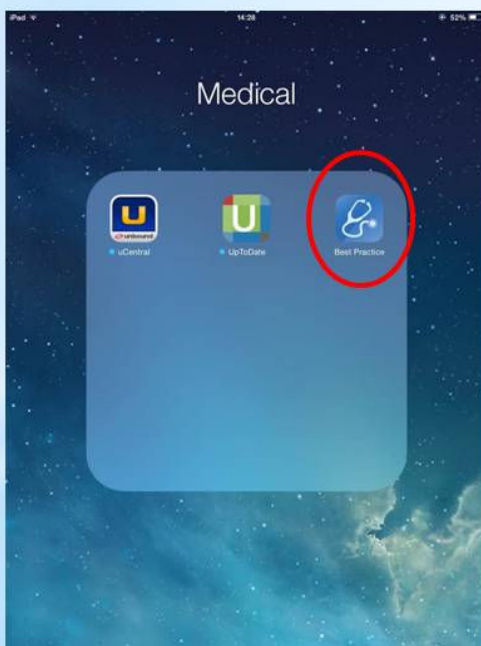 iPad 14:28 52%
Medical
U U
unbound
uCentral UpToDate Best Practice